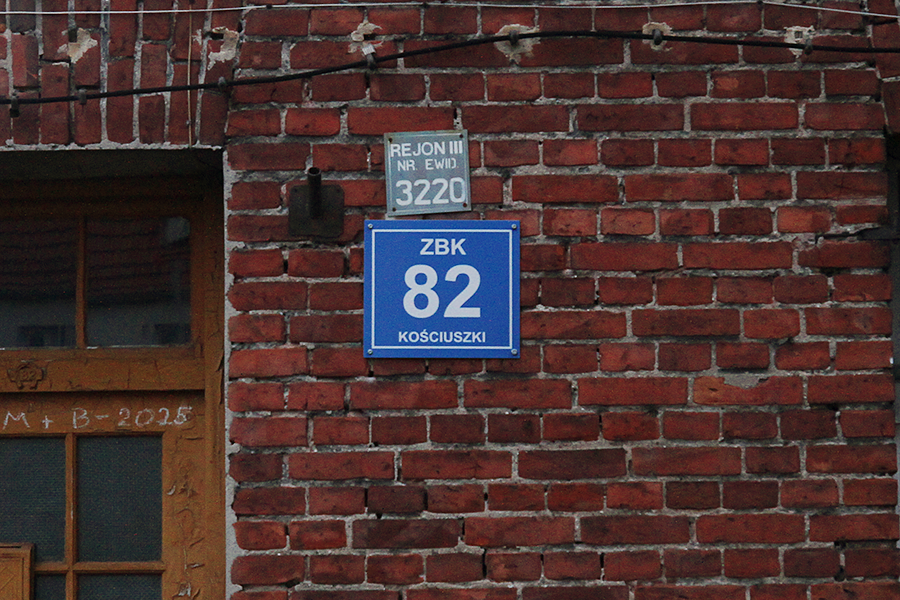 REJON III
NR. EWID.
3220
ZBK
82
KOŚCIUSZKI
M + B - 2025